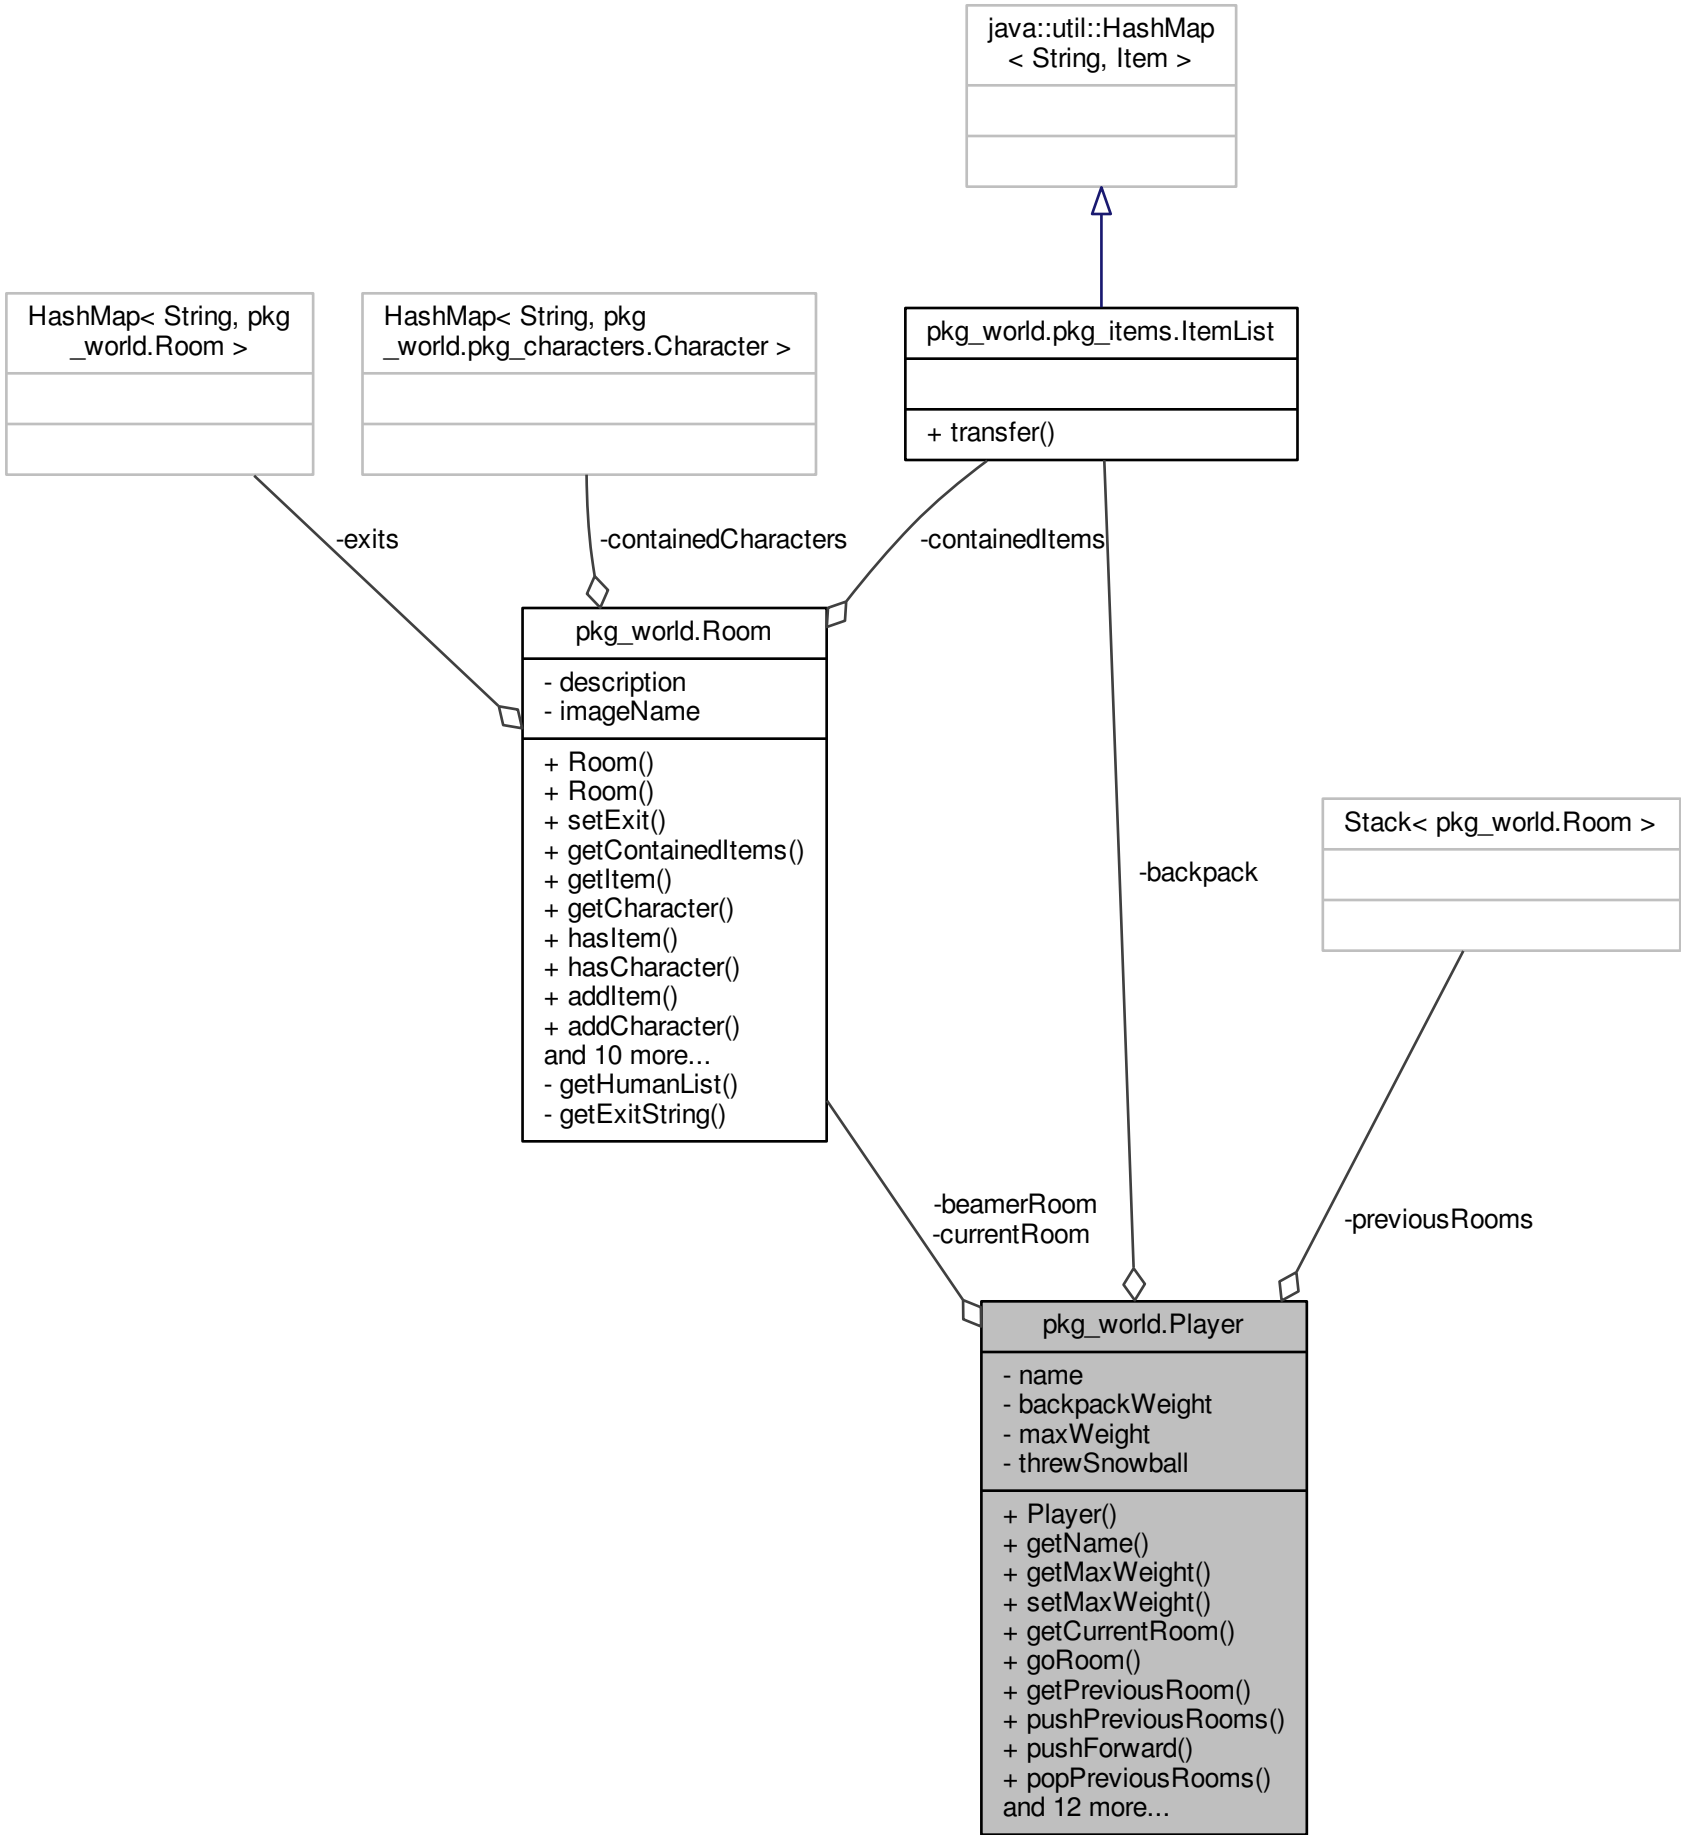 java::util::HashMap
< String, Item >
HashMap< String, pkg
_world.Room >
HashMap< String, pkg
_world.pkg_characters.Character >
pkg_world.pkg_items.ItemList
+ transfer()
-exits
-containedCharacters
-containedItems
pkg_world.Room
- description
- imageName
+ Room()
+ Room()
+ setExit()
+ getContainedItems()
+ getItem()
+ getCharacter()
+ hasItem()
+ hasCharacter()
+ addItem()
+ addCharacter()
and 10 more...
- getHumanList()
- getExitString()
-backpack
Stack< pkg_world.Room >
-beamerRoom
-currentRoom
-previousRooms
pkg_world.Player
- name
- backpackWeight
- maxWeight
- threwSnowball
+ Player()
+ getName()
+ getMaxWeight()
+ setMaxWeight()
+ getCurrentRoom()
+ goRoom()
+ getPreviousRoom()
+ pushPreviousRooms()
+ pushForward()
+ popPreviousRooms()
and 12 more...